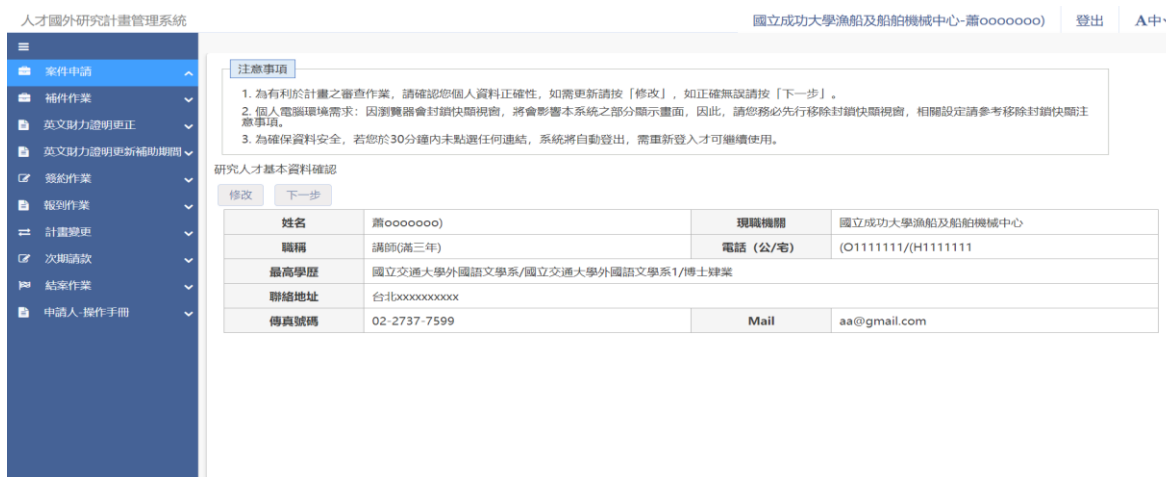 人才國外研究計畫管理系統
國立成功大學漁船及船舶機械中心-蕭ooooooo)
登出
A中
案件申請
補件作業
英文財力證明更正
英文財力證明更新補助期間
簽約作業
報到作業
計畫變更
次期請款
結案作業
申請人-操作手冊
注意事項
1. 為有利於計畫之審查作業，請確認您個人資料正確性，如需更新請按「修改」，如正確無誤請按「下一步」。
2. 個人電腦環境需求：因瀏覽器會封鎖快顯視窗，將會影響本系統之部分顯示畫面，因此，請您務必先行移除封鎖快顯視窗，相關設定請參考移除封鎖快顯注
意事項。
3. 為確保資料安全，若您於30分鐘內未點選任何連結，系統將自動登出，需重新登入才可繼續使用。
研究人才基本資料確認
修改 下一步
姓名 蕭ooooooo) 現職機關 國立成功大學漁船及船舶機械中心
職稱 講師(滿三年) 電話（公/宅） (O1111111/(H1111111
最高學歷 國立交通大學外國語文學系/國立交通大學外國語文學系1/博士肄業
聯絡地址 台北xxxxxxxxxx
傳真號碼 02-2737-7599 Mail aa@gmail.com